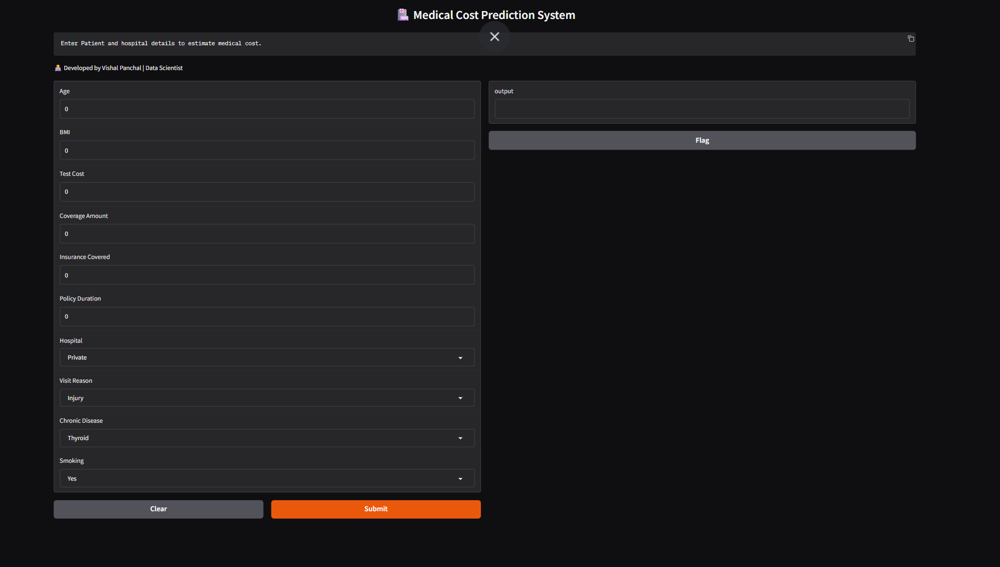 Medical Cost Prediction System
Enter Patient and hospital details to estimate medical cost.
Developed by Vishal Panchal | Data Scientist
Age
0
BMI
0
Test Cost
0
Coverage Amount
0
Insurance Covered
0
Policy Duration
0
Hospital
Private
Visit Reason
Injury
Chronic Disease
Thyroid
Smoking
Yes
Clear
Submit
output
Flag